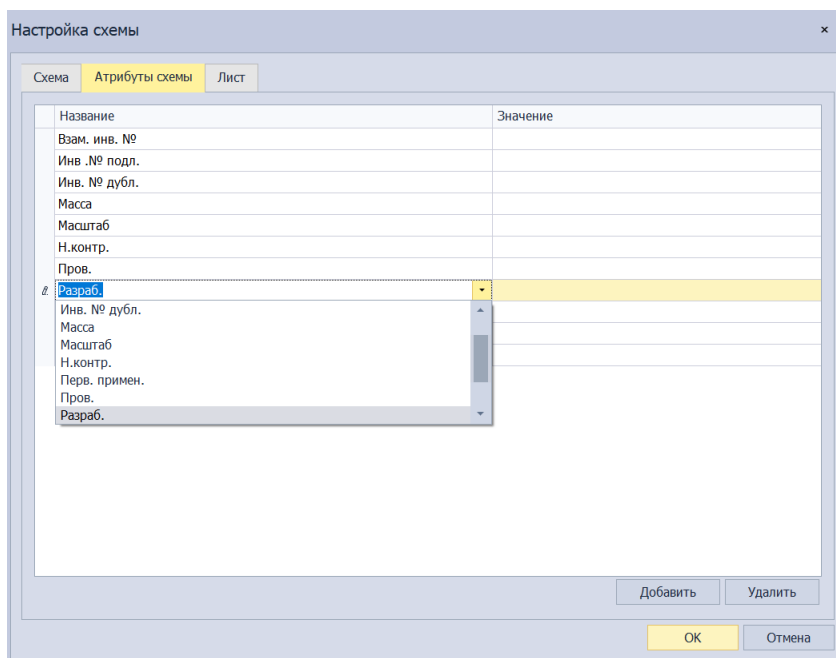 Настройка схемы ×
Схема Атрибуты схемы Лист
Название Значение
Взам. инв. №
Инв .№ подл.
Инв. № дубл.
Масса
Масштаб
Н.контр.
Пров.
Разраб.
Инв. № дубл.
Масса
Масштаб
Н.контр.
Перв. примен.
Пров.
Разраб.
Добавить Удалить
ОК Отмена